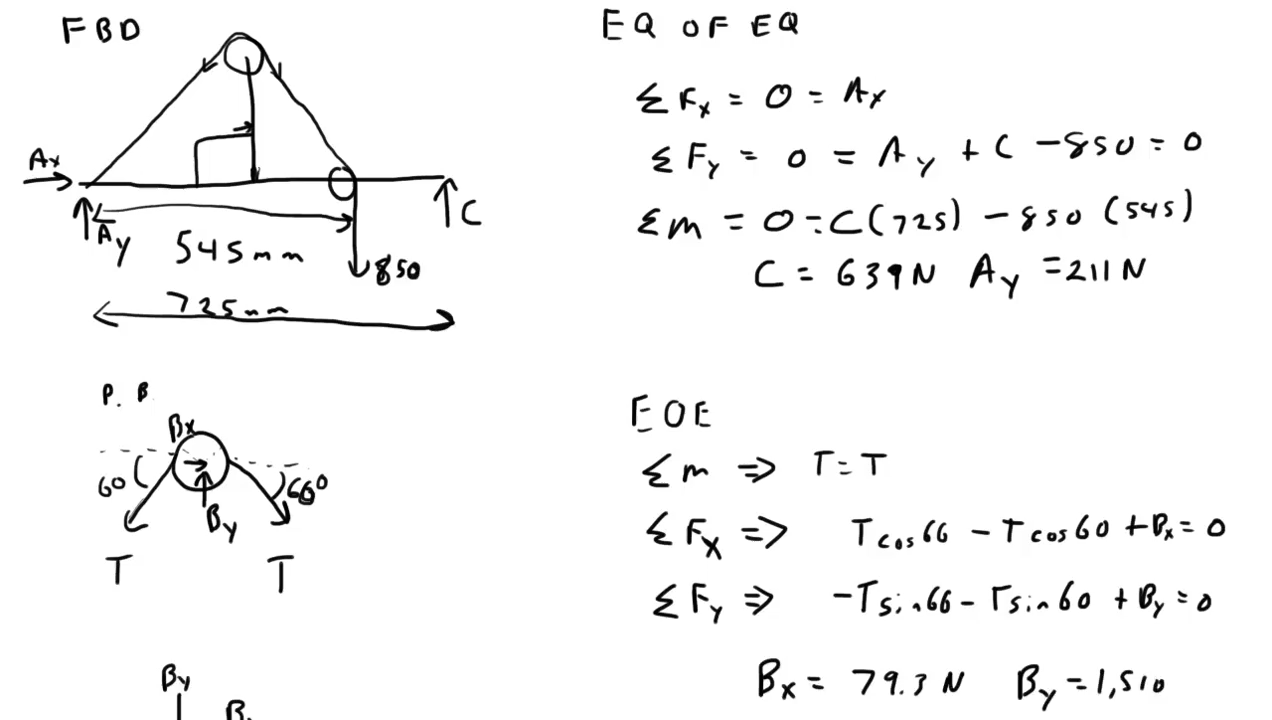 FBD
Ax
Ay
C
545mm
850
725mm
EQ OF EQ
ΣFx = 0 = Ax
ΣFy = 0 = Ay + C - 850 = 0
Σm = 0 = C(725) - 850 (545)
C = 639N Ay = 211N
P. B.
Bx
60
60°
By
T
T
EOE
Σm ⇒ T = T
ΣFx ⇒ Tcos66 - Tcos60 + Bx = 0
ΣFy ⇒ -Tsin66 - Tsin60 + By = 0
Bx = 79.3 N By = 1,510
By